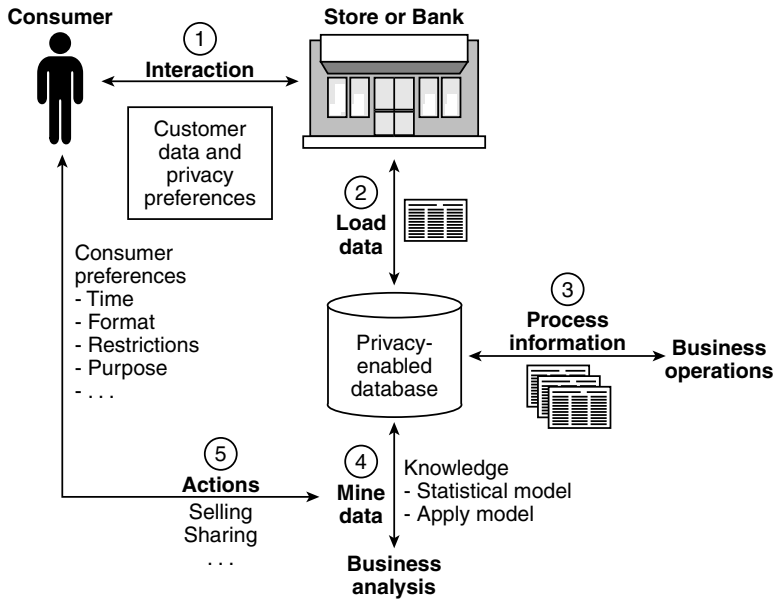 Consumer
Store or Bank
1
Interaction
Customer
data and
privacy
preferences
2
Load
data
Consumer
preferences
- Time
- Format
- Restrictions
- Purpose
- . . .
3
Process
information
Privacy-
enabled
database
Business
operations
5
Actions
Selling
Sharing
. . .
4
Mine
data
Knowledge
- Statistical model
- Apply model
Business
analysis